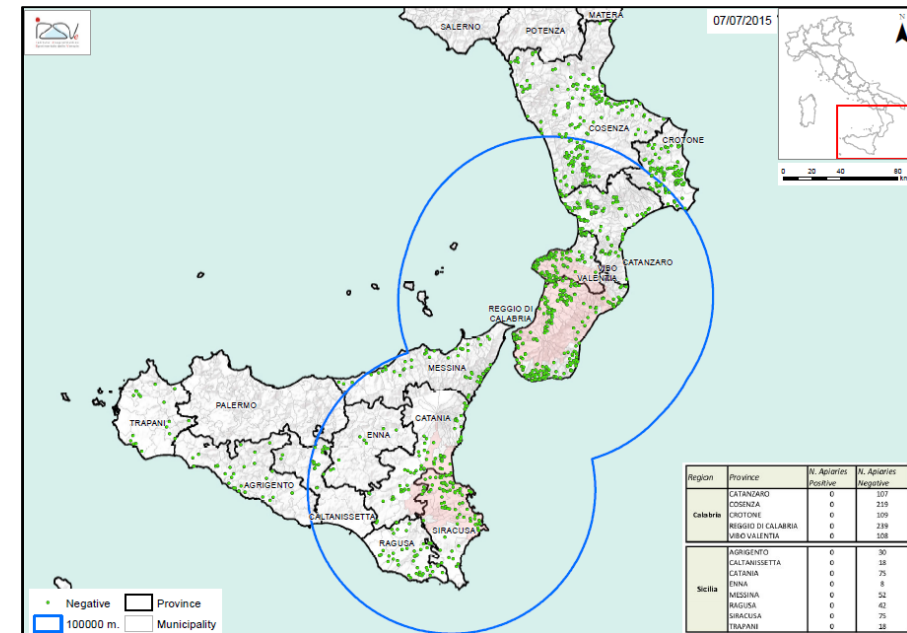 07/07/2015
N
MATERA
SALERNO
POTENZA
COSENZA
CROTONE
0 20 40 80
km
CATANZARO
VIBO
VALENTIA
REGGIO DI
CALABRIA
MESSINA
PALERMO
TRAPANI
CATANIA
ENNA
AGRIGENTO
CALTANISSETTA
SIRACUSA
RAGUSA
Region Province N. Apiaries Positive N. Apiaries Negative
Calabria
CATANZARO 0 107
COSENZA 0 219
CROTONE 0 109
REGGIO DI CALABRIA 0 239
VIBO VALENTIA 0 108
Sicilia
AGRIGENTO 0 30
CALTANISSETTA 0 18
CATANIA 0 75
ENNA 0 8
MESSINA 0 52
RAGUSA 0 42
SIRACUSA 0 75
TRAPANI 0 18
Negative Province
100000 m. Municipality